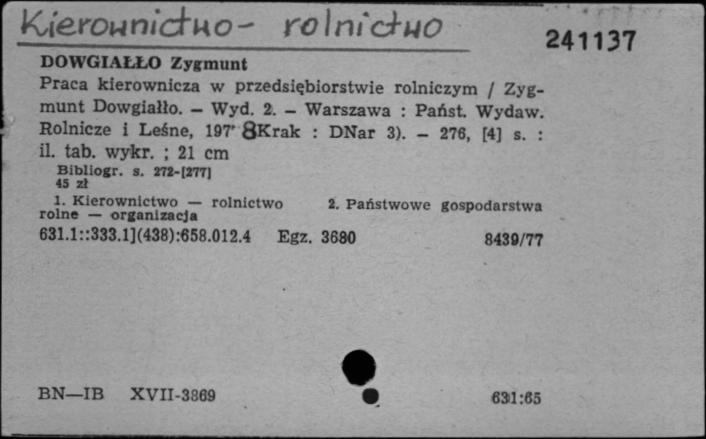 Kierownictwo- rolnictwo
241137
DOWGIAŁŁO Zygmunt
Praca kierownicza w przedsiębiorstwie rolniczym / Zyg-
munt Dowgiałło. — Wyd. 2. — Warszawa : Państ. Wydaw.
Rolnicze i Leśne, 197 8 Krak : DNar 3). — 276, [4] s. :
il. tab. wykr. ; 21 cm
Bibliogr. s. 272-[277]
45 zł
1. Kierownictwo — rolnictwo 2. Państwowe gospodarstwa
rolne — organizacja
631.1::333.1](438):658.012.4 Egz. 3680 8439/77
BN—IB XVII-3869 631:65